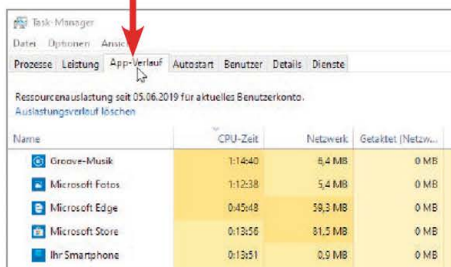 Task-Manager
Datei Optionen Ansicht
Prozesse Leistung App-Verlauf Autostart Benutzer Details Dienste
Ressourcenauslastung seit 05.06.2019 für aktuelles Benutzerkonto.
Auslastungsverlauf löschen
Name CPU-Zeit Netzwerk Getaktet (Netzw...
Groove-Musik 1:14:40 6,4 MB 0 MB
Microsoft Fotos 1:12:38 5,4 MB 0 MB
Microsoft Edge 0:45:48 59,3 MB 0 MB
Microsoft Store 0:13:56 81,5 MB 0 MB
Ihr Smartphone 0:13:51 0,9 MB 0 MB